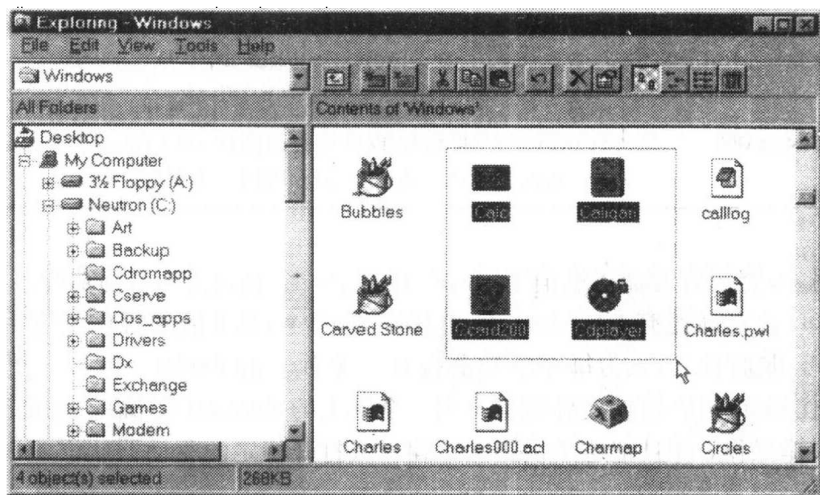 Exploring - Windows
File Edit View Tools Help
Windows
All Folders
Contents of 'Windows'
Desktop
My Computer
3½ Floppy (A:)
Neutron (C:)
Art
Backup
Cdromapp
Cserve
Dos_apps
Drivers
Dx
Exchange
Games
Modem
Bubbles
Calc
calllog
Carved Stone
Ccard200
Cdplayer
Charles.pwl
Charles
Charles000.acl
Charmap
Circles
4 object(s) selected
268KB